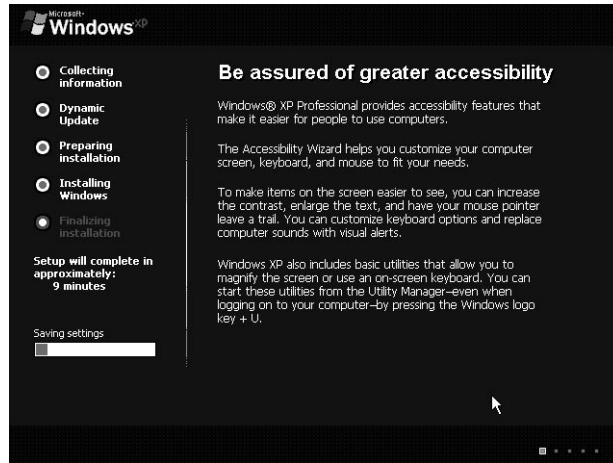 Microsoft
Windows xp
Collecting
information
Dynamic
Update
Preparing
installation
Installing
Windows
Finalizing
installation
Setup will complete in
approximately:
9 minutes
Saving settings
Be assured of greater accessibility
Windows® XP Professional provides accessibility features that
make it easier for people to use computers.
The Accessibility Wizard helps you customize your computer
screen, keyboard, and mouse to fit your needs.
To make items on the screen easier to see, you can increase
the contrast, enlarge the text, and have your mouse pointer
leave a trail. You can customize keyboard options and replace
computer sounds with visual alerts.
Windows XP also includes basic utilities that allow you to
magnify the screen or use an on-screen keyboard. You can
start these utilities from the Utility Manager–even when
logging on to your computer–by pressing the Windows logo
key + U.